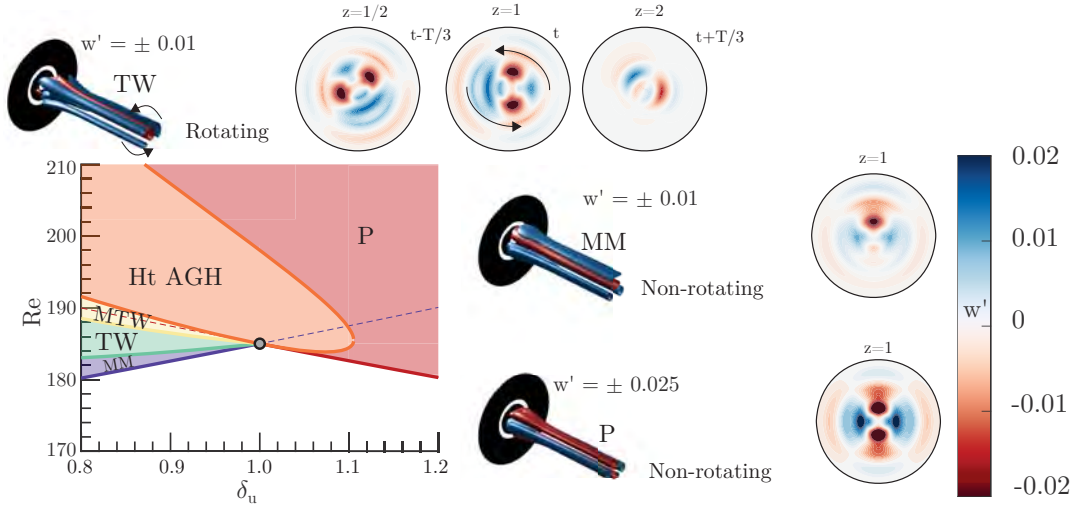 z=1/2
z=1
z=2
w' = ± 0.01
t-T/3
t
t+T/3
TW
Rotating
210
200
190
180
170
Re
P
Ht AGH
MTW
TW
MM
0.8
0.9
1.0
1.1
1.2
δu
w' = ± 0.01
MM
Non-rotating
z=1
w' = ± 0.025
P
Non-rotating
z=1
w'
0.02
0.01
0
-0.01
-0.02